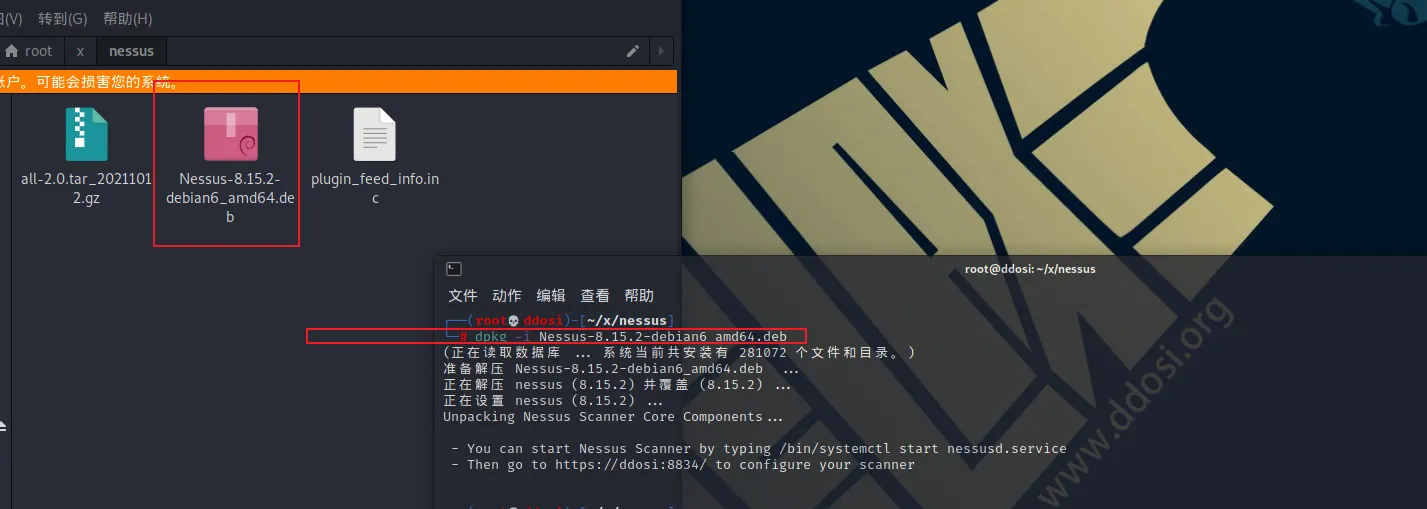 (V) 转到(G) 帮助(H)
root x nessus
账户。可能会损害您的系统。
all-2.0.tar_20211012.gz
Nessus-8.15.2-
debian6_amd64.de
b
plugin_feed_info.in
c
root@ddosi: ~/x/nessus
文件 动作 编辑 查看 帮助
┌──(root💀ddosi)-[~/x/nessus]
└─# dpkg -i Nessus-8.15.2-debian6_amd64.deb
(正在读取数据库 ... 系统当前共安装有 281072 个文件和目录。)
准备解压 Nessus-8.15.2-debian6_amd64.deb ...
正在解压 nessus (8.15.2) 并覆盖 (8.15.2) ...
正在设置 nessus (8.15.2) ...
Unpacking Nessus Scanner Core Components...
- You can start Nessus Scanner by typing /bin/systemctl start nessusd.service
- Then go to https://ddosi:8834/ to configure your scanner
www.ddosi.org